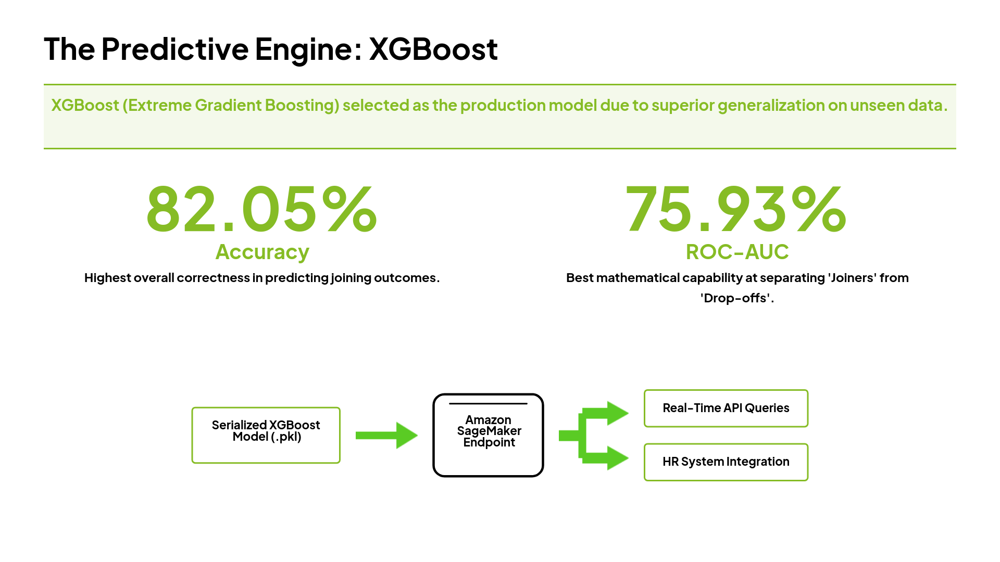 The Predictive Engine: XGBoost
XGBoost (Extreme Gradient Boosting) selected as the production model due to superior generalization on unseen data.
82.05%
Accuracy
Highest overall correctness in predicting joining outcomes.
75.93%
ROC-AUC
Best mathematical capability at separating 'Joiners' from
'Drop-offs'.
Serialized XGBoost
Model (.pkl)
Amazon
SageMaker
Endpoint
Real-Time API Queries
HR System Integration